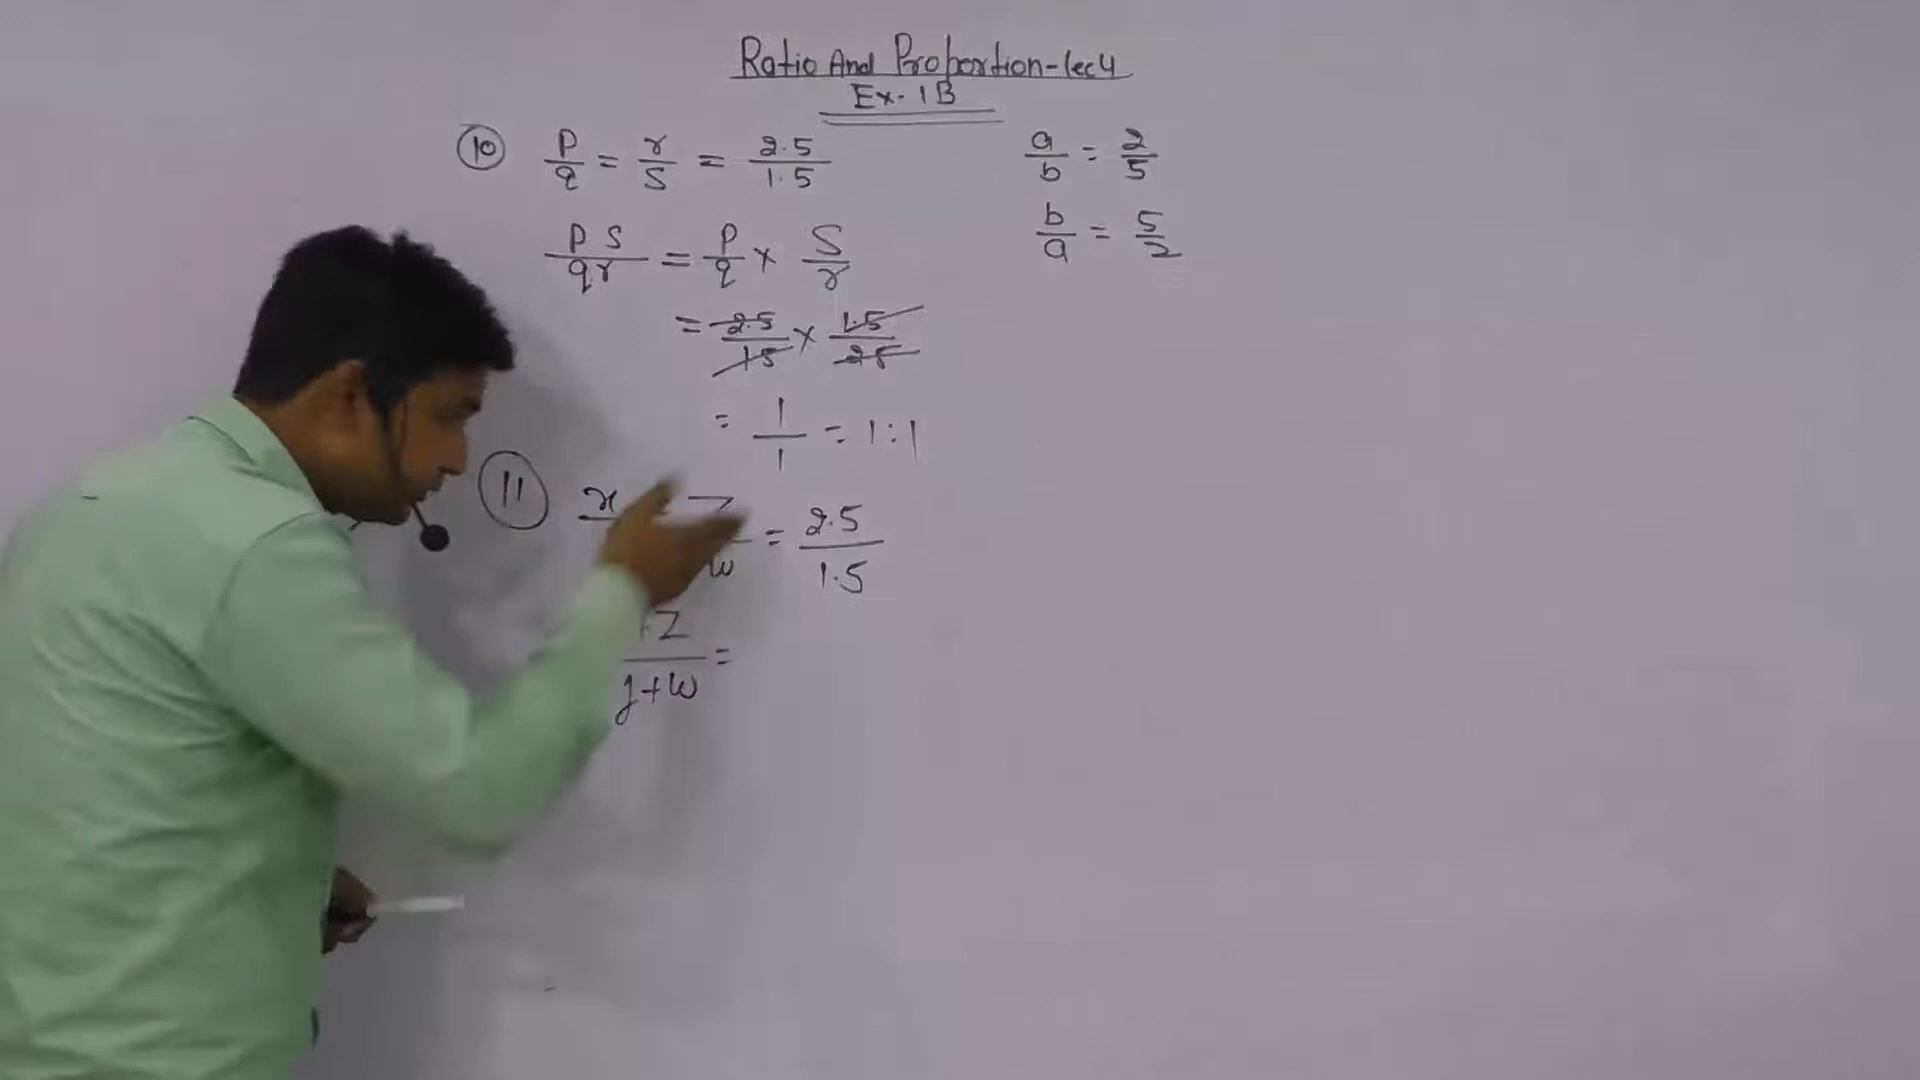 Ratio And Proportion-lec4
Ex-1B
(10) p/q = r/s = 2.5/1.5
a/b = 2/5
ps/qr = p/q × s/r
b/a = 5/2
= 2.5/1.5 × 1.5/2.5
= 1/1 = 1:1
(11) x z/w = 2.5/1.5
+z/y+w =